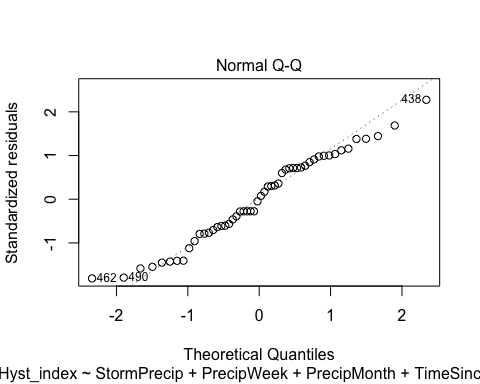 Normal Q-Q
Standardized residuals
2
1
0
-1
438
462
490
-2 -1 0 1 2
Theoretical Quantiles
Hyst_index ~ StormPrecip + PrecipWeek + PrecipMonth + TimeSinc